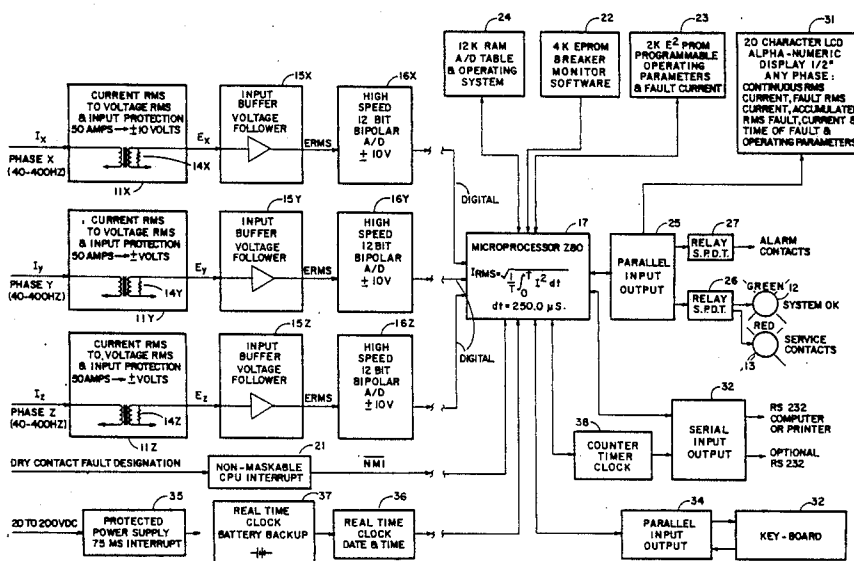 24
12K RAM
A/D TABLE
& OPERATING
SYSTEM
22
4K EPROM
BREAKER
MONITOR
SOFTWARE
23
2K E² PROM
PROGRAMMABLE
OPERATING
PARAMETERS
& FAULT CURRENT
31
20 CHARACTER LCD
ALPHA-NUMERIC
DISPLAY 1/2"
ANY PHASE:
CONTINUOUS RMS
CURRENT, FAULT RMS
CURRENT, ACCUMULATED
RMS FAULT, CURRENT &
TIME OF FAULT &
OPERATING PARAMETERS
CURRENT RMS
TO VOLTAGE RMS
& INPUT PROTECTION
50 AMPS → ± 10 VOLTS
14X
11X
IX
PHASE X
(40-400HZ)
EX
15X
INPUT
BUFFER
VOLTAGE
FOLLOWER
ERMS
16X
HIGH
SPEED
12 BIT
BIPOLAR
A/D
± 10V
DIGITAL
CURRENT RMS
TO VOLTAGE RMS
& INPUT PROTECTION
50 AMPS → ± VOLTS
14Y
11Y
Iy
PHASE Y
(40-400HZ)
Ey
15Y
INPUT
BUFFER
VOLTAGE
FOLLOWER
ERMS
16Y
HIGH
SPEED
12 BIT
BIPOLAR
A/D
± 10V
DIGITAL
17
MICROPROCESSOR Z80
IRMS=√1/T∫₀ᵀ I² dt
dt = 250.0 µS.
25
PARALLEL
INPUT
OUTPUT
27
RELAY
S.P.D.T.
ALARM
CONTACTS
26
RELAY
S.P.D.T.
GREEN
12
SYSTEM OK
RED
13
SERVICE
CONTACTS
CURRENT RMS
TO VOLTAGE RMS
& INPUT PROTECTION
50 AMPS → ± VOLTS
14Z
11Z
Iz
PHASE Z
(40-400HZ)
Ez
15Z
INPUT
BUFFER
VOLTAGE
FOLLOWER
ERMS
16Z
HIGH
SPEED
12 BIT
BIPOLAR
A/D
± 10V
38
COUNTER
TIMER
CLOCK
32
SERIAL
INPUT
OUTPUT
RS 232
COMPUTER
OR PRINTER
OPTIONAL
RS 232
DRY CONTACT FAULT DESIGNATION
21
NON-MASKABLE
CPU INTERRUPT
NMI
20 TO 200VDC
35
PROTECTED
POWER SUPPLY
75 MS INTERRUPT
37
REAL TIME
CLOCK
BATTERY BACKUP
36
REAL TIME
CLOCK
DATE & TIME
34
PARALLEL
INPUT
OUTPUT
32
KEY-BOARD